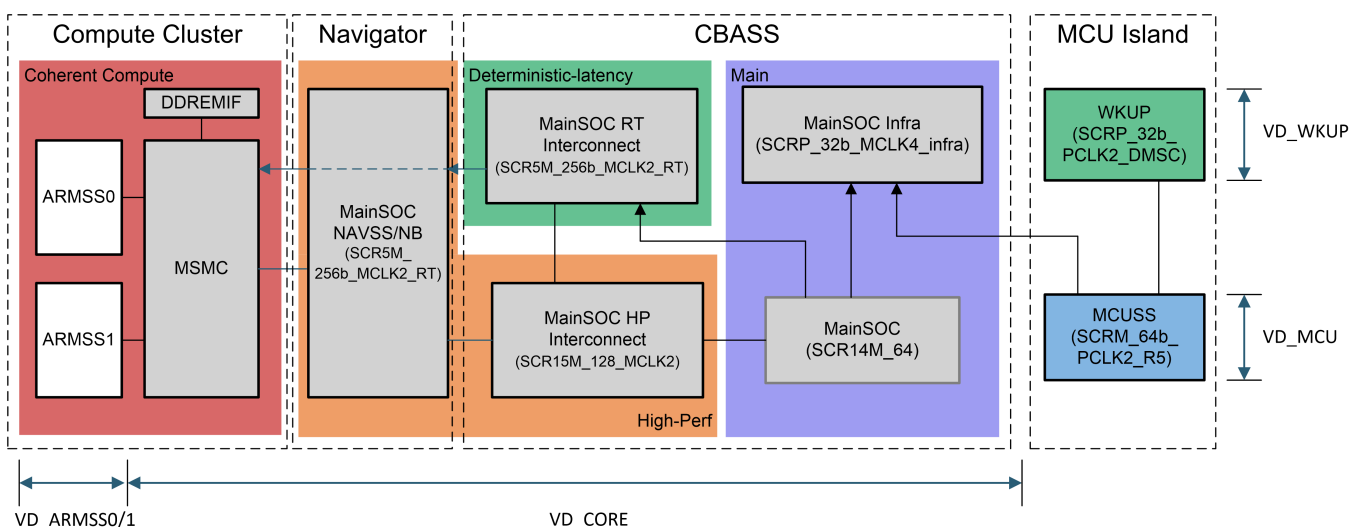 Compute Cluster
Navigator
CBASS
MCU Island
Coherent Compute
DDREMIF
ARMSS0
MSMC
ARMSS1
MainSOC
NAVSS/NB
(SCR5M_
256b_MCLK2_RT)
Deterministic-latency
MainSOC RT
Interconnect
(SCR5M_256b_MCLK2_RT)
MainSOC HP
Interconnect
(SCR15M_128_MCLK2)
High-Perf
Main
MainSOC Infra
(SCRP_32b_MCLK4_infra)
MainSOC
(SCR14M_64)
WKUP
(SCRP_32b_
PCLK2_DMSC)
MCUSS
(SCRM_64b_
PCLK2_R5)
VD_WKUP
VD_MCU
VD_ARMSS0/1
VD_CORE